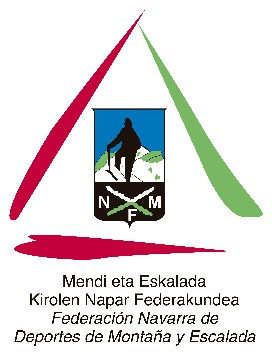 N M
F
Mendi eta Eskalada
Kirolen Napar Federakundea
Federación Navarra de
Deportes de Montaña y Escalada